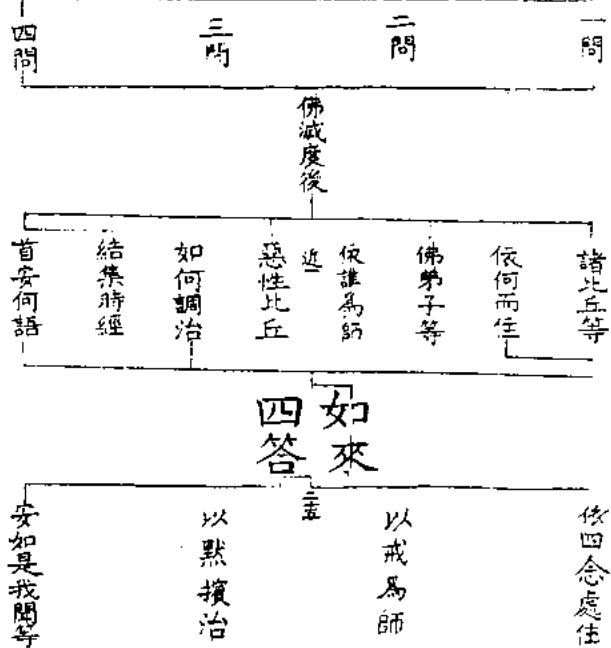 一問
二問
三問
四問
佛滅度後
諸比丘等
依何而住
佛弟子等
依誰為師
近
惡性比丘
如何調治
結集時經
首安何語
如來
四答
依四念處住
以戒為師
以默擯治
安如是我聞等